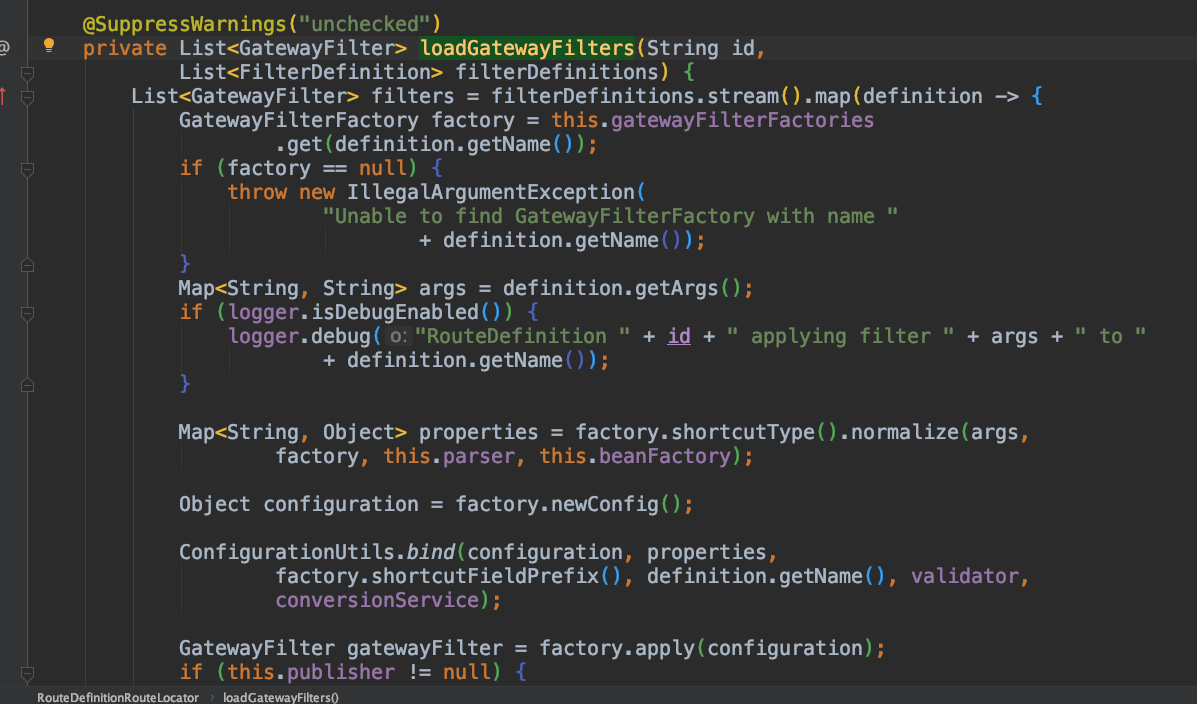 @SuppressWarnings("unchecked")
@ private List<GatewayFilter> loadGatewayFilters(String id,
List<FilterDefinition> filterDefinitions) {
List<GatewayFilter> filters = filterDefinitions.stream().map(definition -> {
GatewayFilterFactory factory = this.gatewayFilterFactories
.get(definition.getName());
if (factory == null) {
throw new IllegalArgumentException(
"Unable to find GatewayFilterFactory with name "
+ definition.getName());
}
Map<String, String> args = definition.getArgs();
if (logger.isDebugEnabled()) {
logger.debug( o: "RouteDefinition " + id + " applying filter " + args + " to "
+ definition.getName());
}
Map<String, Object> properties = factory.shortcutType().normalize(args,
factory, this.parser, this.beanFactory);
Object configuration = factory.newConfig();
ConfigurationUtils.bind(configuration, properties,
factory.shortcutFieldPrefix(), definition.getName(), validator,
conversionService);
GatewayFilter gatewayFilter = factory.apply(configuration);
if (this.publisher != null) {
RouteDefinitionRouteLocator › loadGatewayFilters()